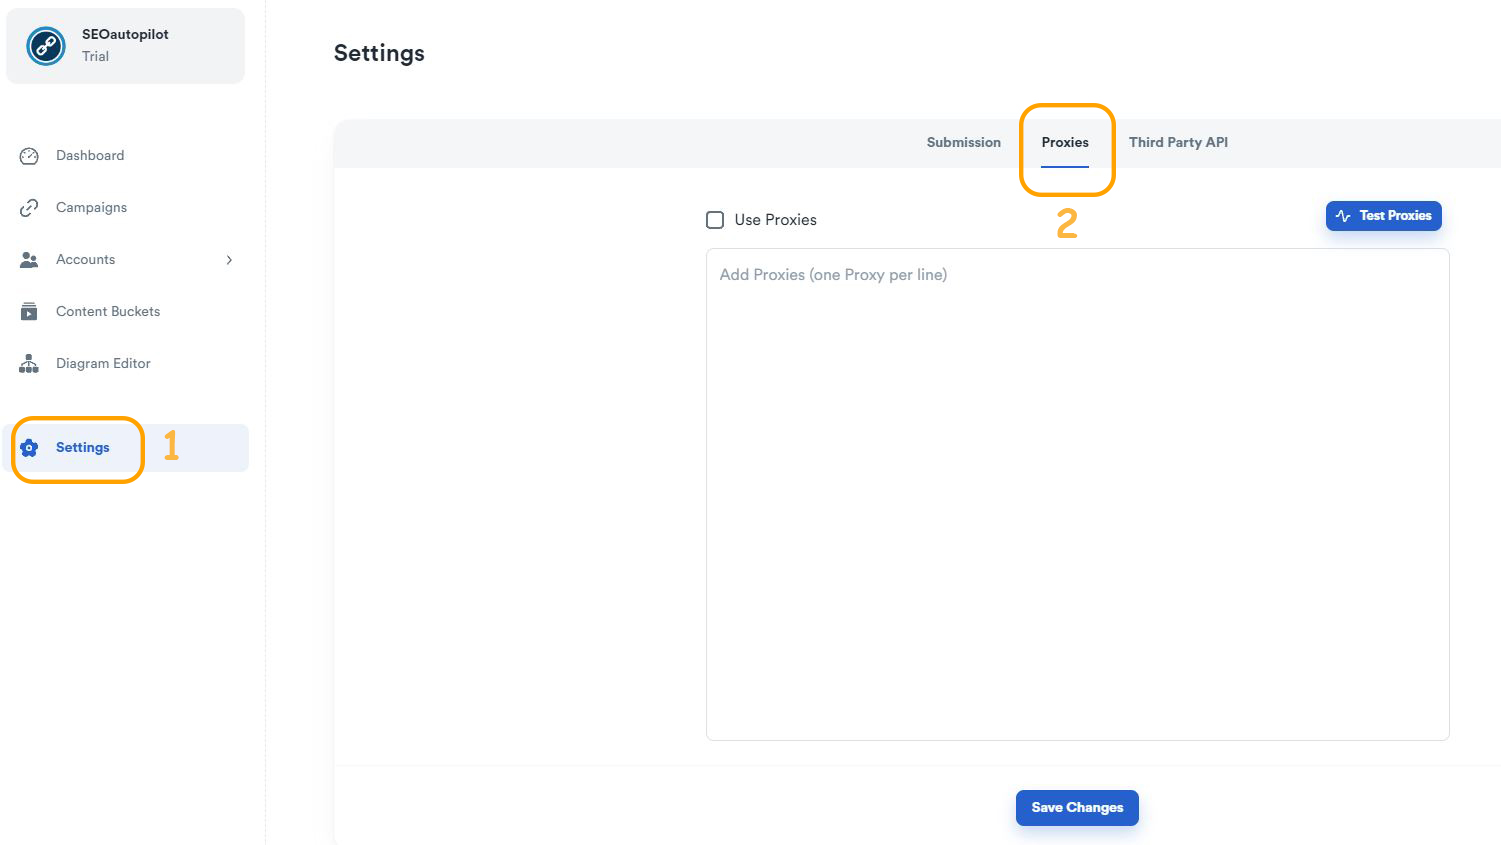 SEOautopilot
Trial
Dashboard
Campaigns
Accounts
Content Buckets
Diagram Editor
Settings
1
Settings
Submission
Proxies
Third Party API
2
Use Proxies
Test Proxies
Add Proxies (one Proxy per line)
Save Changes